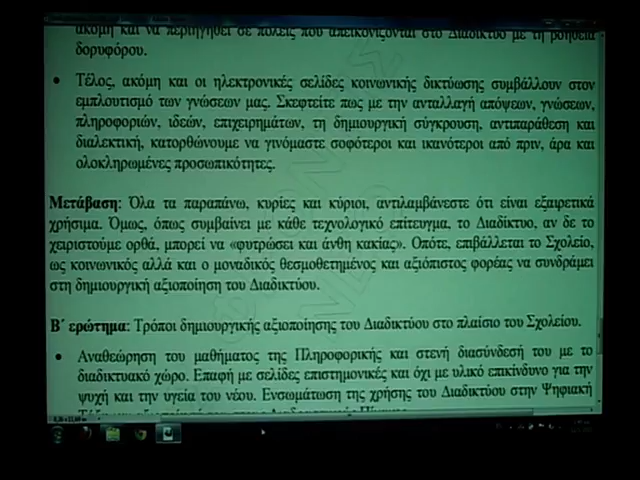 ακόμη και να περιηγηθεί σε πόλεις που απεικονίζονται στο Διαδίκτυο με τη βοήθεια
δορυφόρου.
• Τέλος, ακόμη και οι ηλεκτρονικές σελίδες κοινωνικής δικτύωσης συμβάλλουν στον
εμπλουτισμό των γνώσεων μας. Σκεφτείτε πως με την ανταλλαγή απόψεων, γνώσεων,
πληροφοριών, ιδεών, επιχειρημάτων, τη δημιουργική σύγκρουση, αντιπαράθεση και
διαλεκτική, κατορθώνουμε να γινόμαστε σοφότεροι και ικανότεροι από πριν, άρα και
ολοκληρωμένες προσωπικότητες.
Μετάβαση: Όλα τα παραπάνω, κυρίες και κύριοι, αντιλαμβάνεστε ότι είναι εξαιρετικά
χρήσιμα. Όμως, όπως συμβαίνει με κάθε τεχνολογικό επίτευγμα, το Διαδίκτυο, αν δε το
χειριστούμε ορθά, μπορεί να «φυτρώσει και άνθη κακίας». Οπότε, επιβάλλεται το Σχολείο,
ως κοινωνικός αλλά και ο μοναδικός θεσμοθετημένος και αξιόπιστος φορέας να συνδράμει
στη δημιουργική αξιοποίηση του Διαδικτύου.
Β΄ ερώτημα: Τρόποι δημιουργικής αξιοποίησης του Διαδικτύου στο πλαίσιο του Σχολείου.
• Αναθεώρηση του μαθήματος της Πληροφορικής και στενή διασύνδεσή του με το
διαδικτυακό χώρο. Επαφή με σελίδες επιστημονικές και όχι με υλικό επικίνδυνο για την
ψυχή και την υγεία του νέου. Ενσωμάτωση της χρήσης του Διαδικτύου στην Ψηφιακή